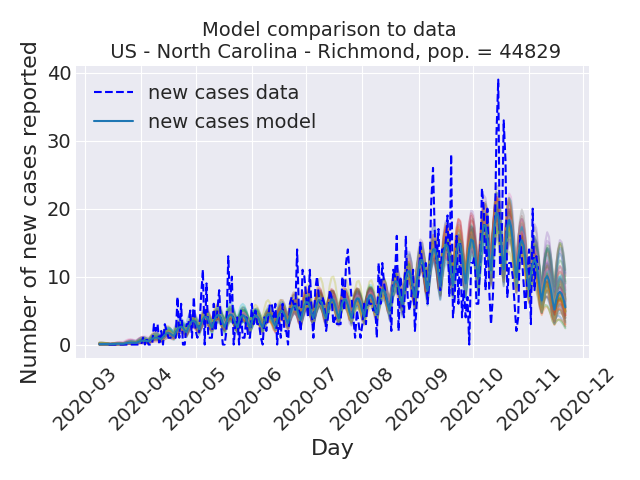 Model comparison to data
US - North Carolina - Richmond, pop. = 44829
Number of new cases reported
40
30
20
10
0
new cases data
new cases model
2020-03
2020-04
2020-05
2020-06
2020-07
2020-08
2020-09
2020-10
2020-11
2020-12
Day